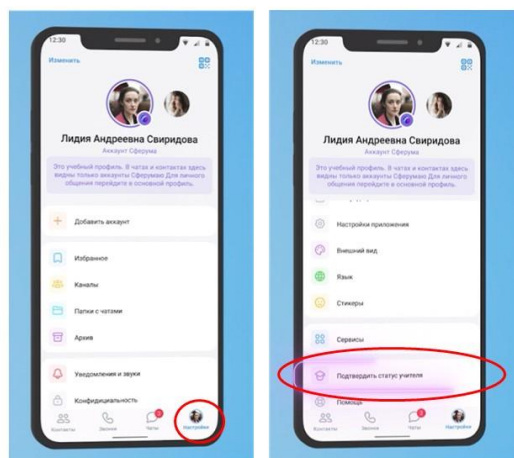 12:30
Изменить
Лидия Андреевна Свиридова
Аккаунт Сферума
Это учебный профиль. В чатах и контактах здесь
видны только аккаунты Сферумаю Для личного
общения перейдите в основной профиль.
Добавить аккаунт
Избранное
Каналы
Папки с чатами
Архив
Уведомления и звуки
Конфидициальность
Контакты
Звонки
Чаты
Настройки
12:30
Изменить
Лидия Андреевна Свиридова
Аккаунт Сферума
Это учебный профиль. В чатах и контактах здесь
видны только аккаунты Сферумаю Для личного
общения перейдите в основной профиль.
Настройки приложения
Внешний вид
Язык
Стикеры
Сервисы
Подтвердить статус учителя
Помощь
Контакты
Звонки
Чаты
Настройки